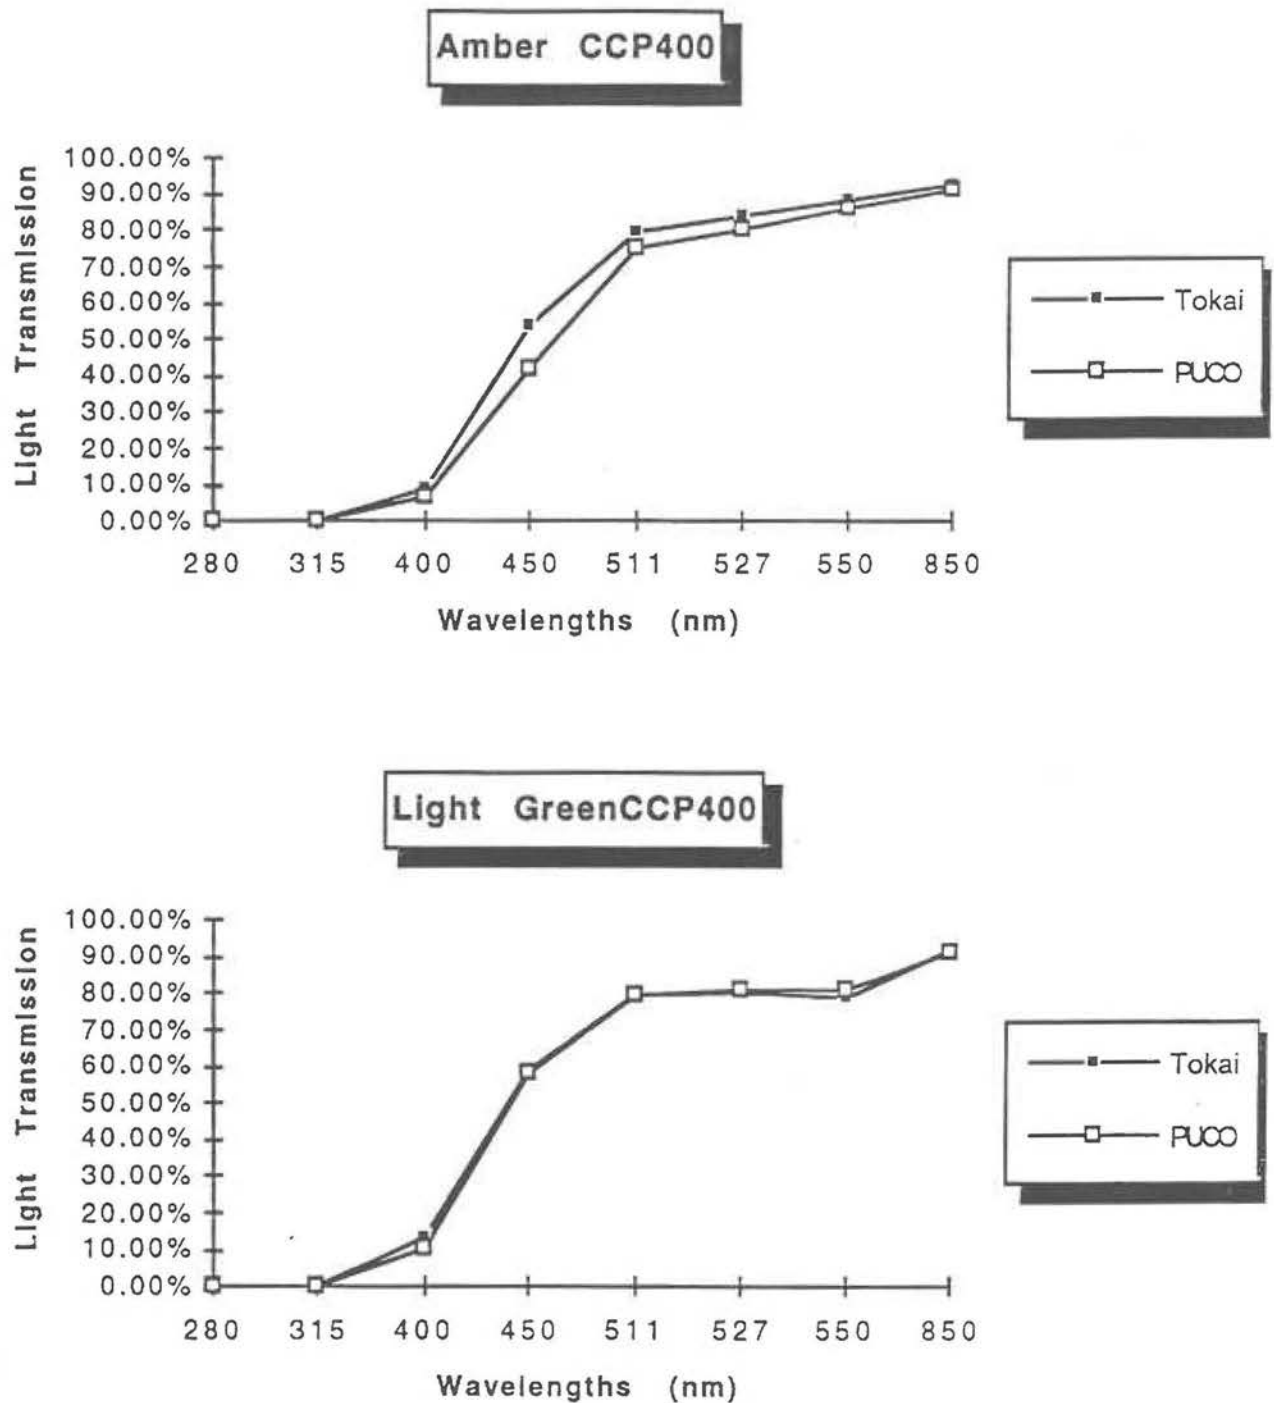 Amber CCP400
Light Transmission
100.00%
90.00%
80.00%
70.00%
60.00%
50.00%
40.00%
30.00%
20.00%
10.00%
0.00%
280 315 400 450 511 527 550 850
Wavelengths (nm)
Tokai
PUCO
Light GreenCCP400
Light Transmission
100.00%
90.00%
80.00%
70.00%
60.00%
50.00%
40.00%
30.00%
20.00%
10.00%
0.00%
280 315 400 450 511 527 550 850
Wavelengths (nm)
Tokai
PUCO